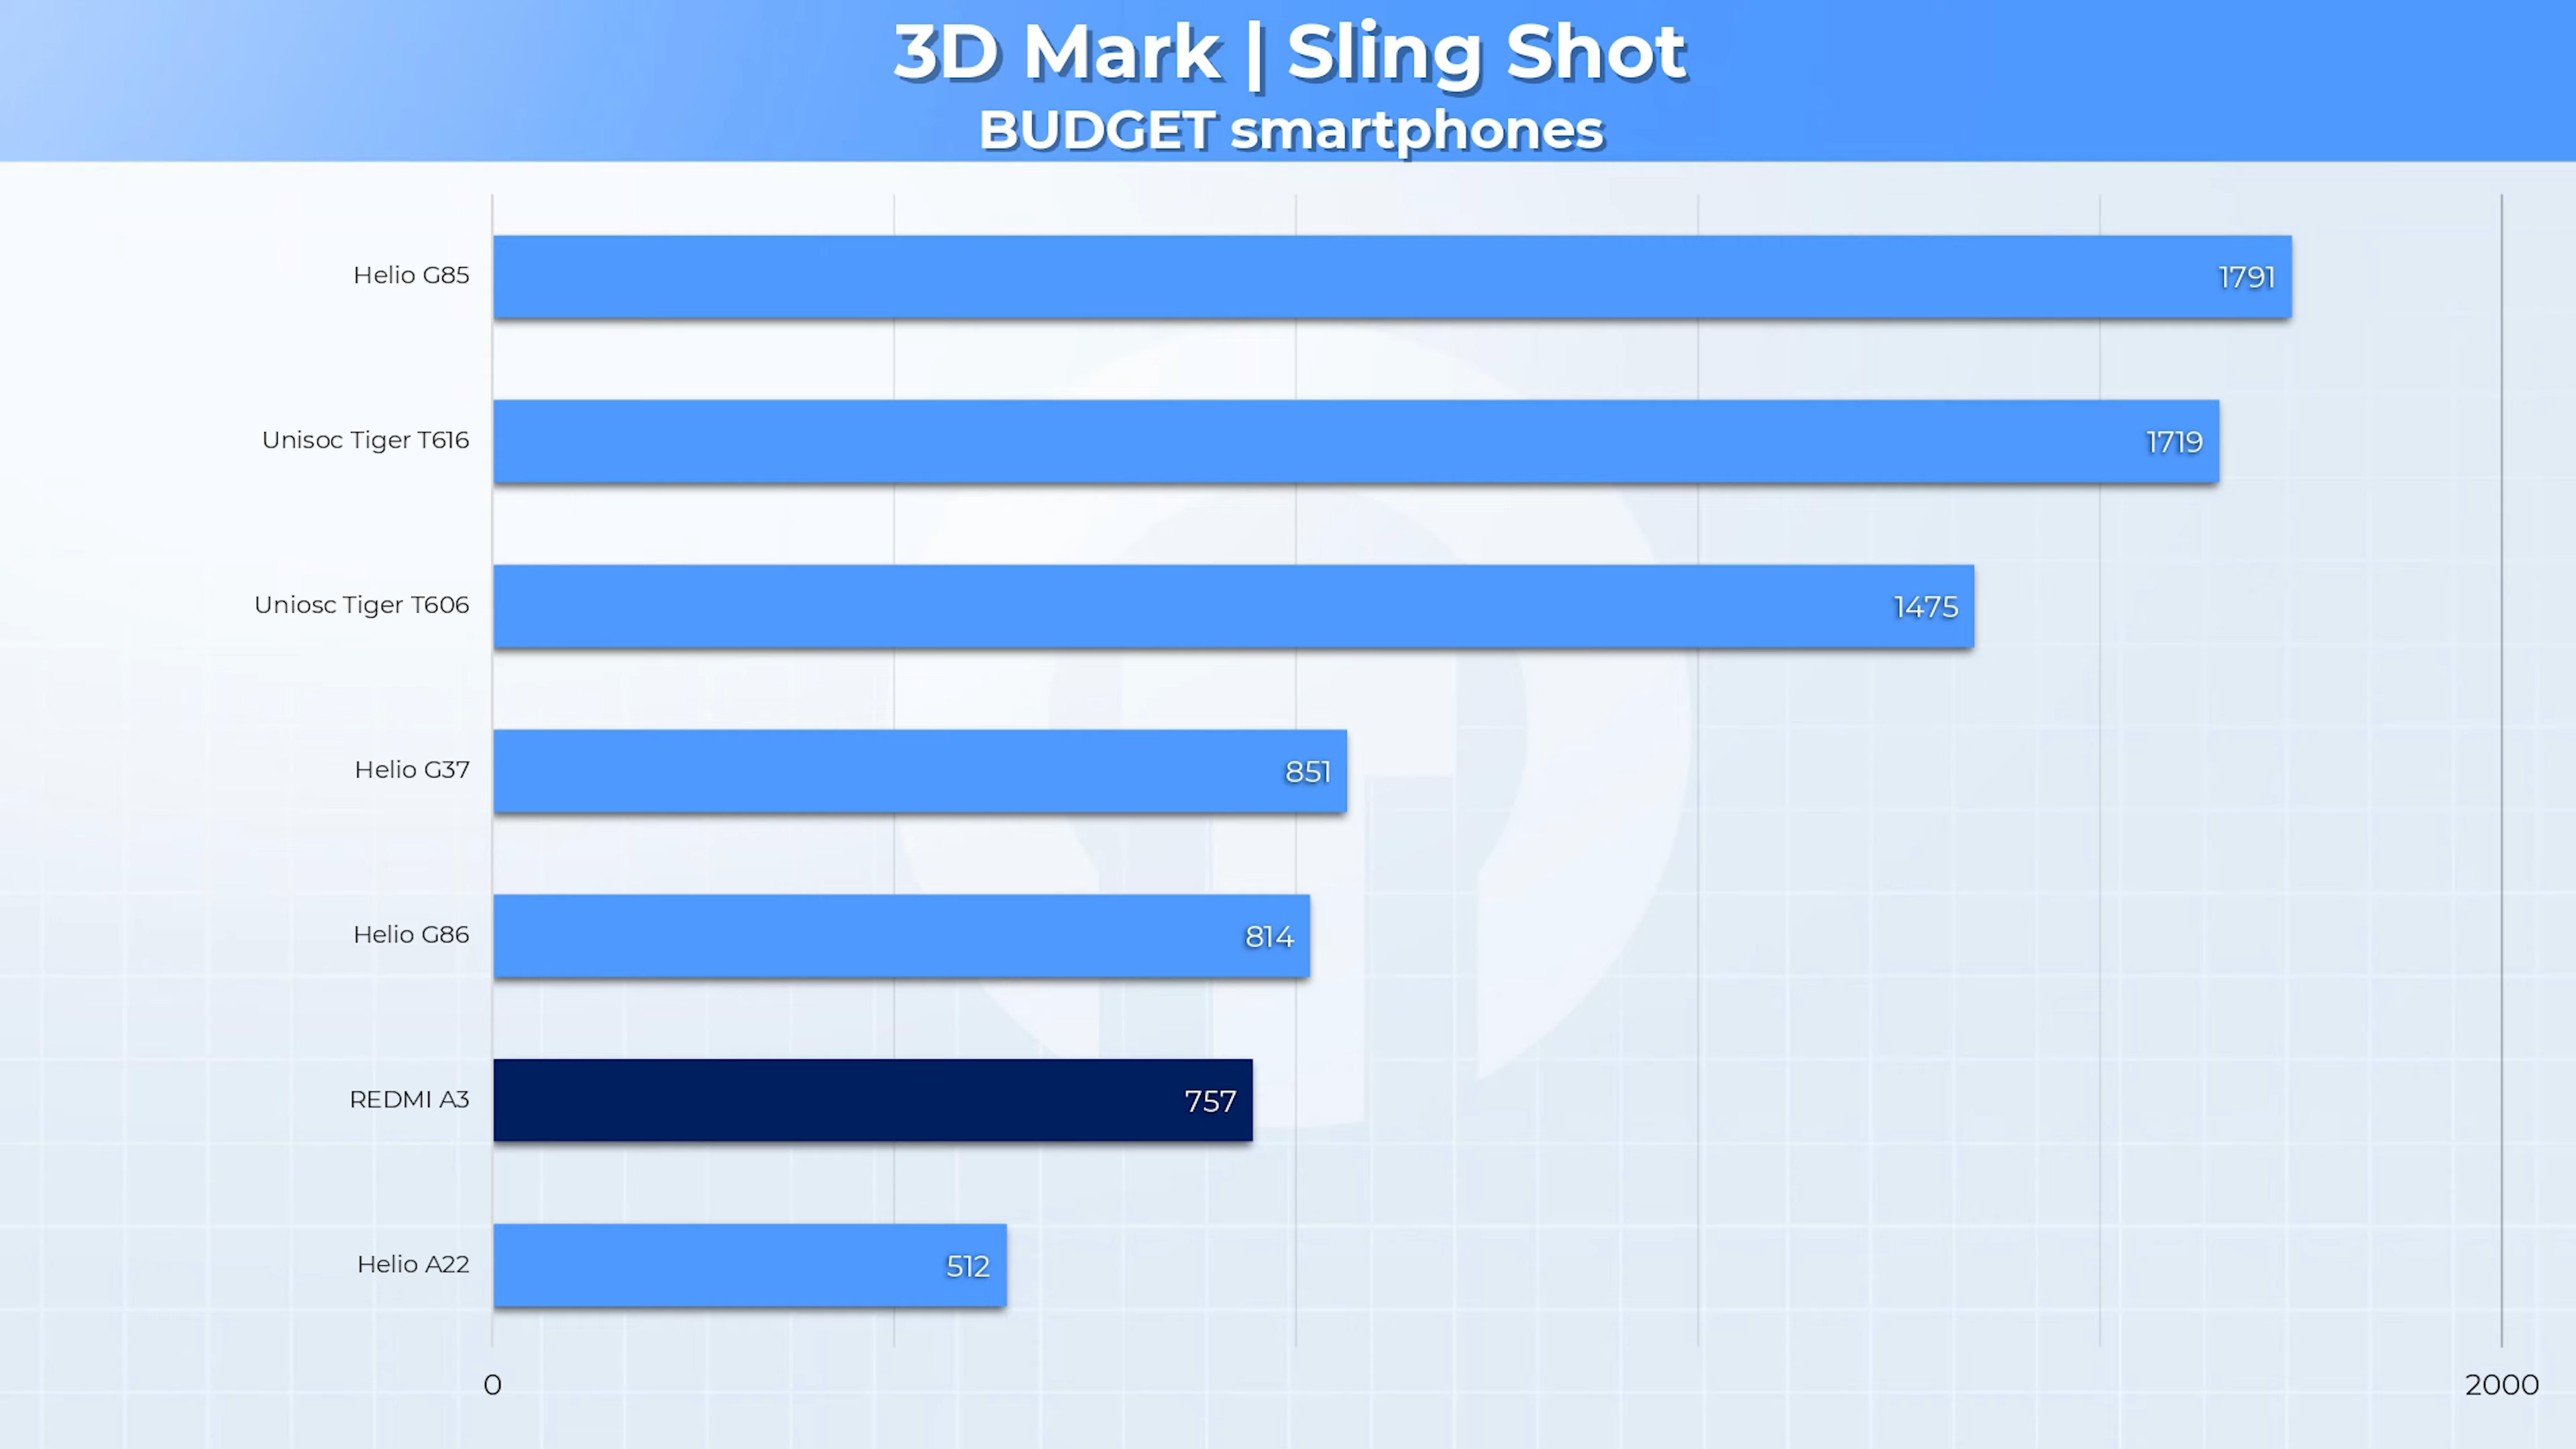 3D Mark | Sling Shot
BUDGET smartphones
Helio G85
1791
Unisoc Tiger T616
1719
Uniosc Tiger T606
1475
Helio G37
851
Helio G86
814
REDMI A3
757
Helio A22
512
0
2000